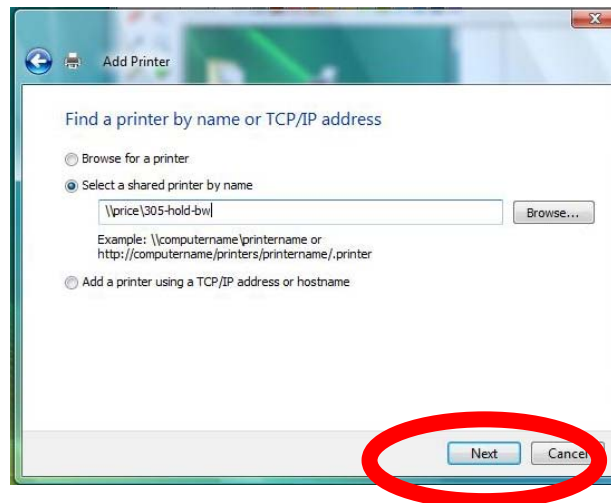 Add Printer
Find a printer by name or TCP/IP address
Browse for a printer
Select a shared printer by name
\\price\305-hold-bw
Browse...
Example: \\computername\printername or
http://computername/printers/printername/.printer
Add a printer using a TCP/IP address or hostname
Next
Cancel